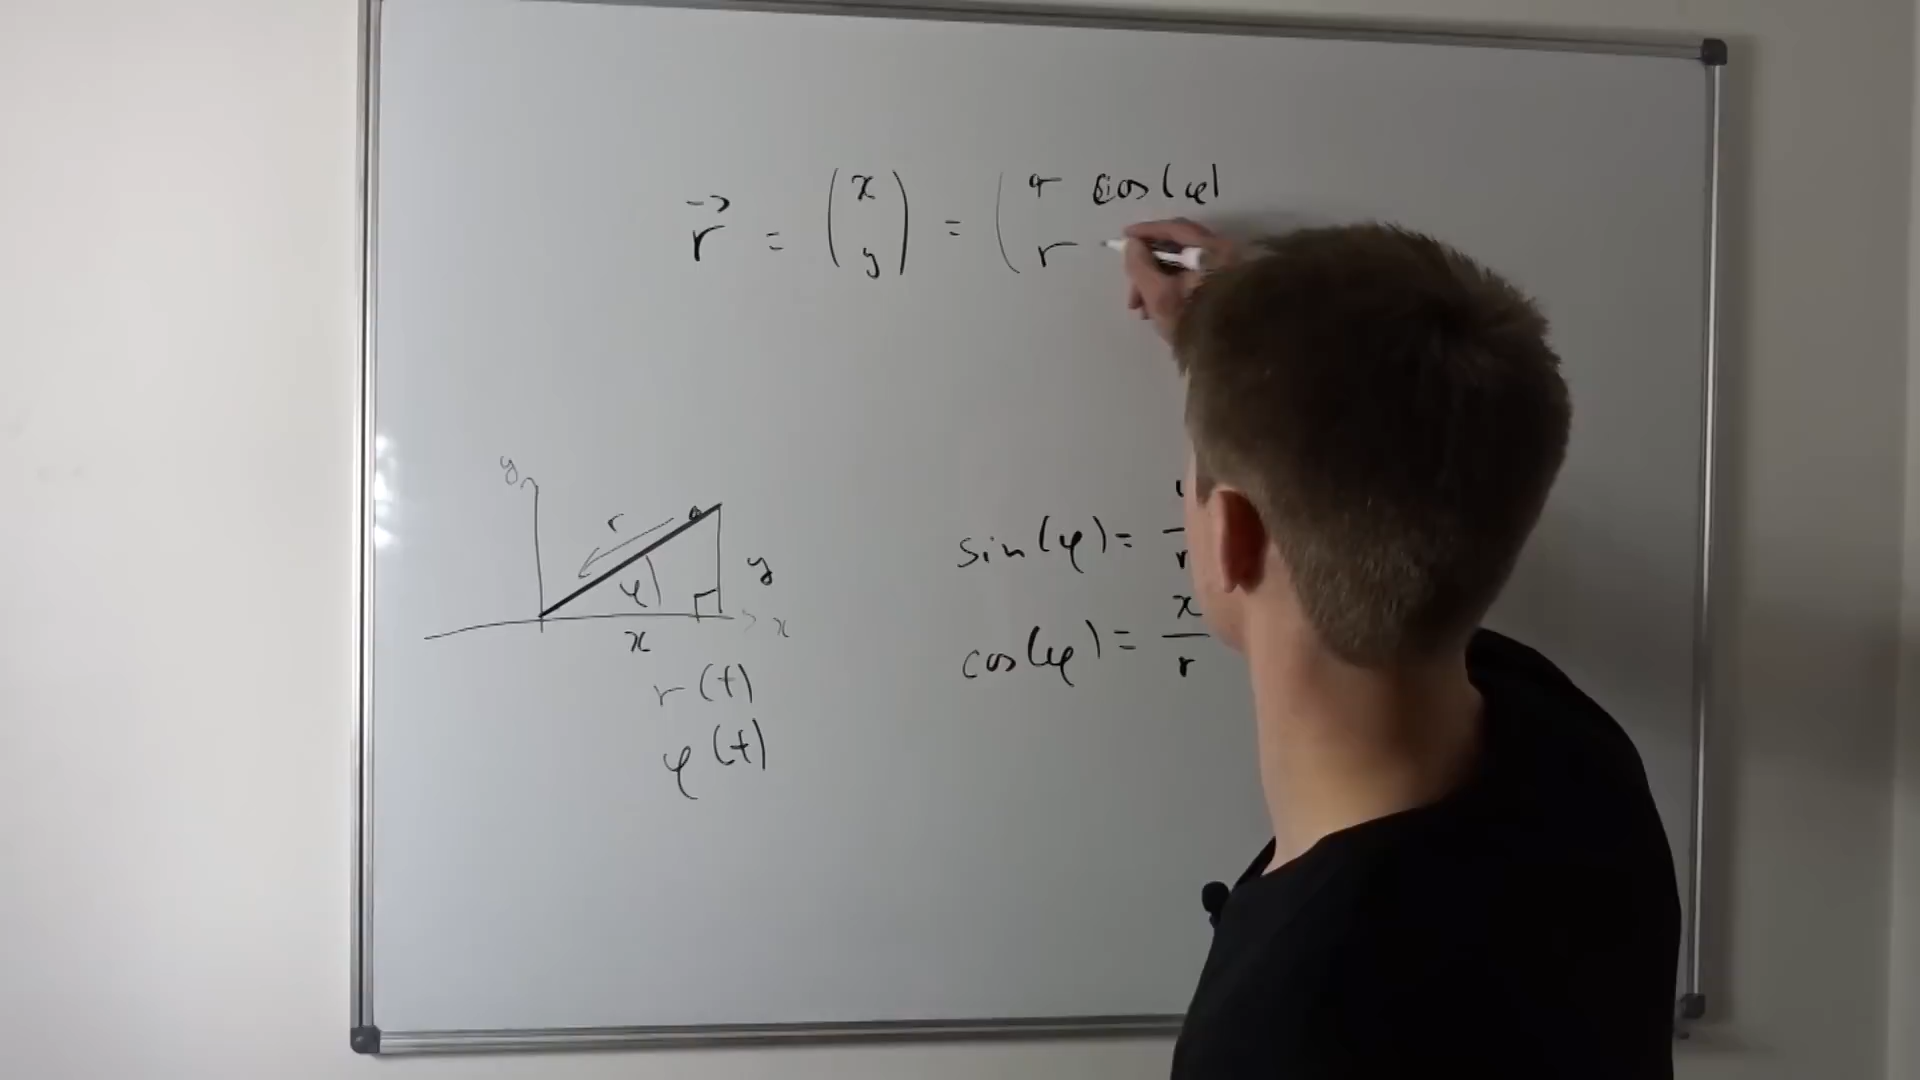 r⃗ = ( x y ) = ( r cos(φ)
r
y
r
φ
y
x
x
r(t)
φ(t)
sin(φ) = — r
cos(φ) = x/r